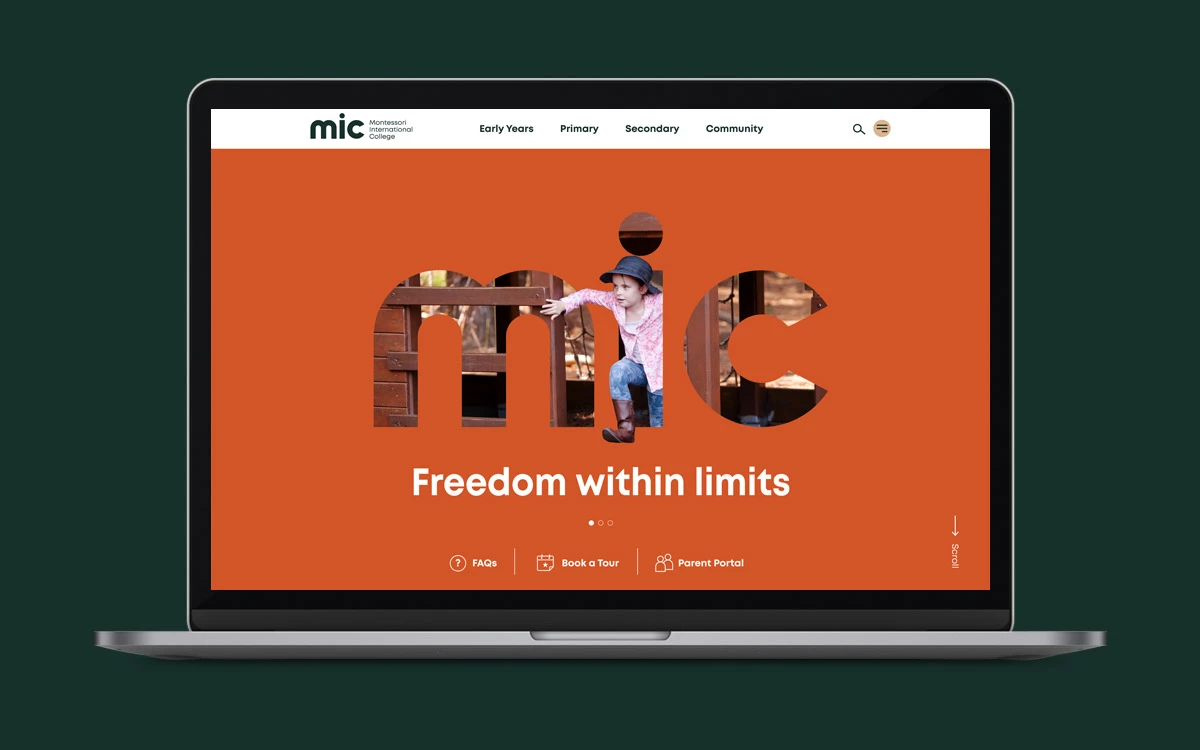 mic
Montessori
International
College
Early Years
Primary
Secondary
Community
mic
Freedom within limits
FAQs
Book a Tour
Parent Portal
Scroll